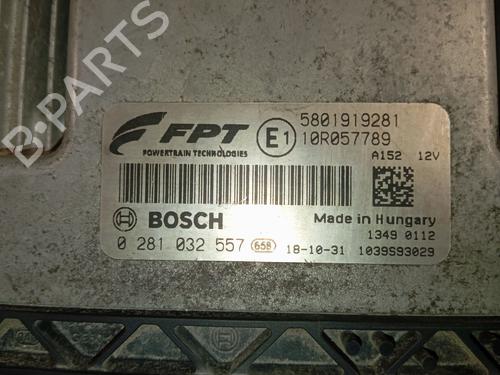 B-PARTS
FPT
POWERTRAIN TECHNOLOGIES
E1
5801919281
10R057789
A152 12V
BOSCH
Made in Hungary
0 281 032 557 658 18-10-31
1349 0112
1039S93029